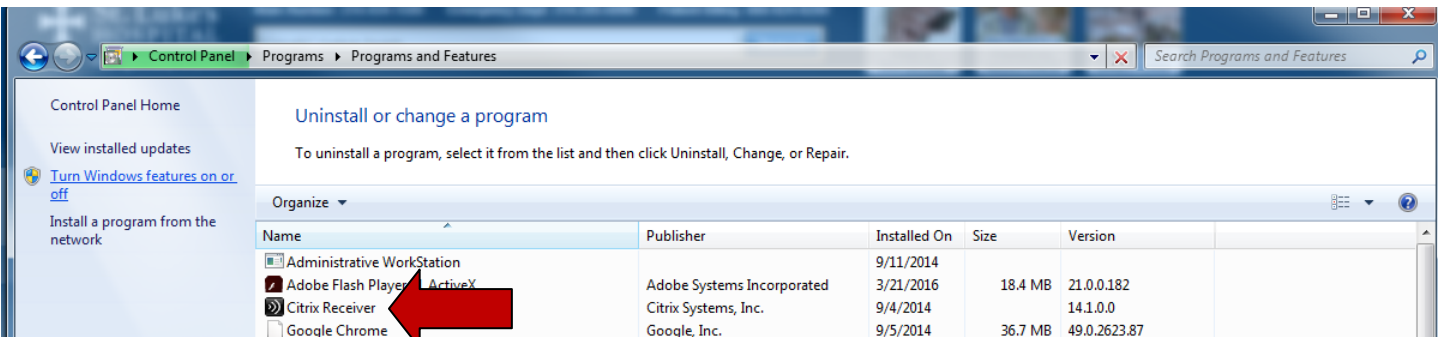 Control Panel Programs Programs and Features Search Programs and Features
Control Panel Home
View installed updates
Turn Windows features on or
off
Install a program from the
network
Uninstall or change a program
To uninstall a program, select it from the list and then click Uninstall, Change, or Repair.
Organize
Name Publisher Installed On Size Version
Administrative WorkStation 9/11/2014
Adobe Flash Player ActiveX Adobe Systems Incorporated 3/21/2016 18.4 MB 21.0.0.182
Citrix Receiver Citrix Systems, Inc. 9/4/2014 14.1.0.0
Google Chrome Google, Inc. 9/5/2014 36.7 MB 49.0.2623.87